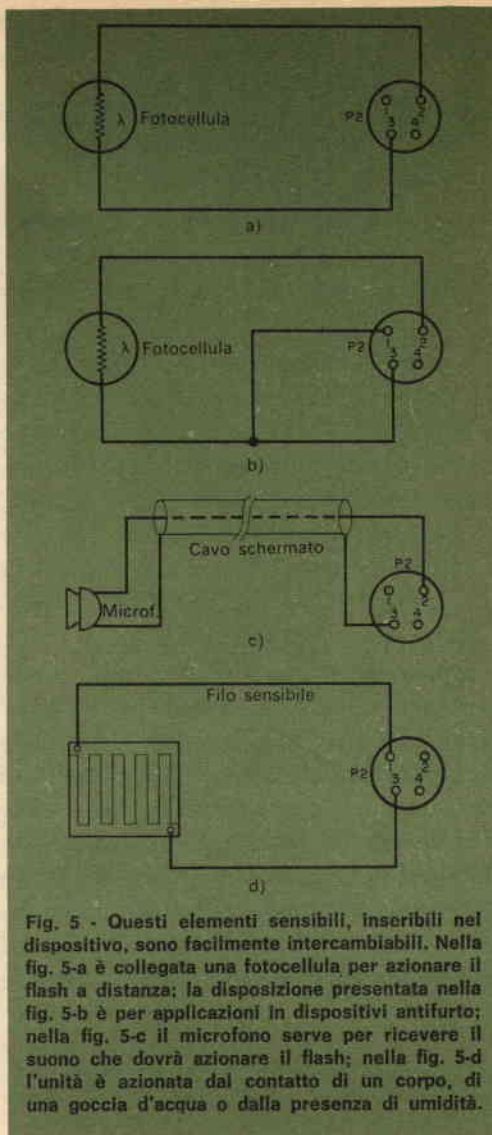 λ Fotocellula
P2
1
2
3
4
a)
λ Fotocellula
P2
1
2
3
4
b)
Cavo schermato
P2
Microf.
1
2
3
4
c)
Filo sensibile
P2
1
2
3
4
d)
Fig. 5 - Questi elementi sensibili, inseribili nel
dispositivo, sono facilmente intercambiabili. Nella
fig. 5-a è collegata una fotocellula per azionare il
flash a distanza; la disposizione presentata nella
fig. 5-b è per applicazioni in dispositivi antifurto;
nella fig. 5-c il microfono serve per ricevere il
suono che dovrà azionare il flash; nella fig. 5-d
l'unità è azionata dal contatto di un corpo, di
una goccia d'acqua o dalla presenza di umidità.